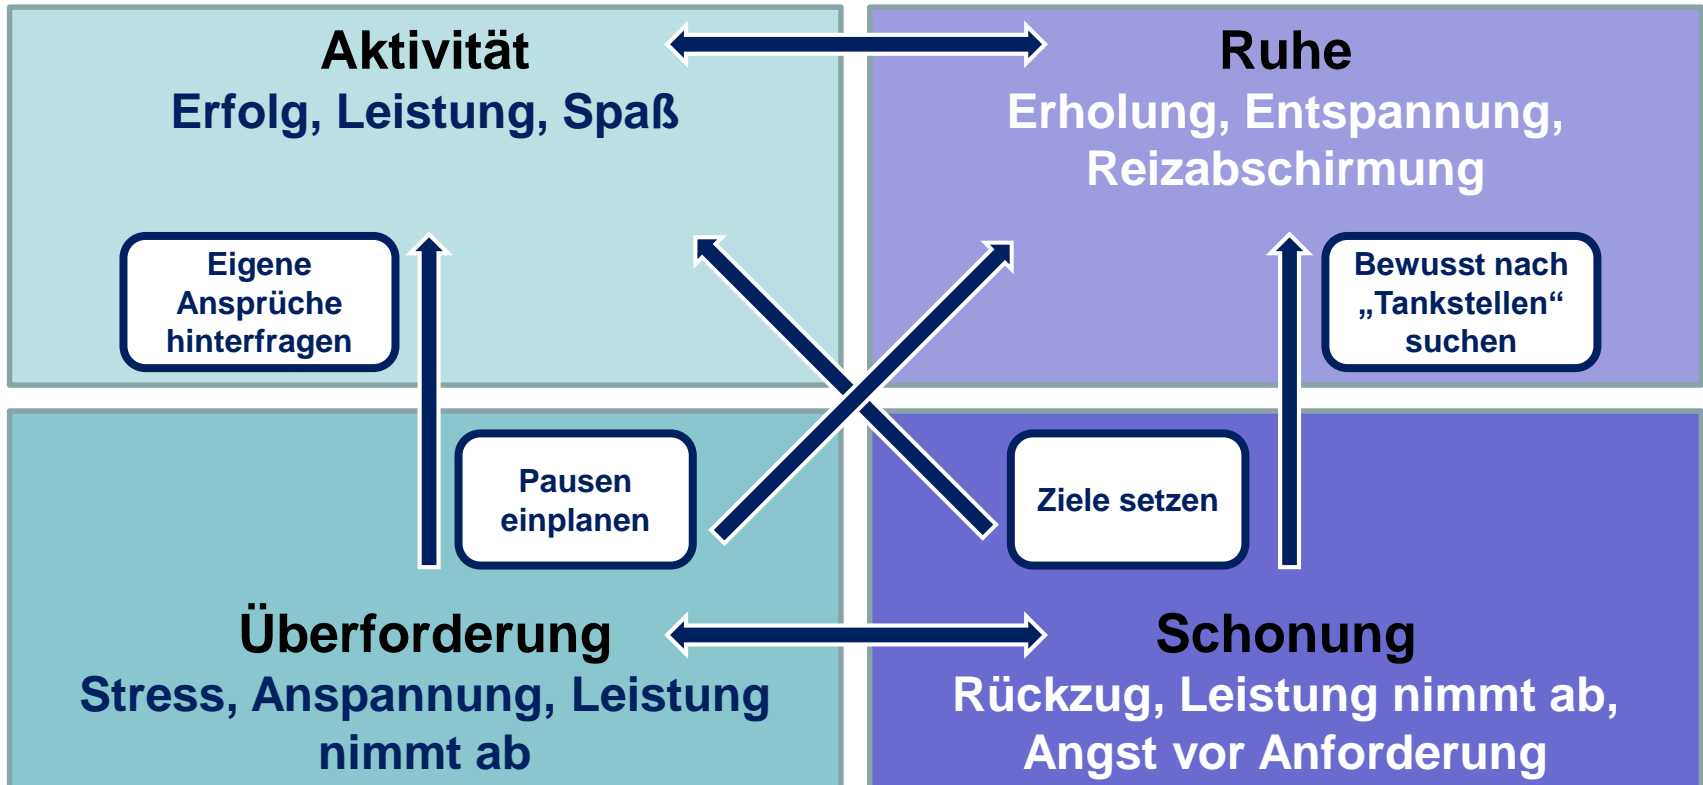 Aktivität
Erfolg, Leistung, Spaß
Ruhe
Erholung, Entspannung,
Reizabschirmung
Eigene
Ansprüche
hinterfragen
Bewusst nach
„Tankstellen“
suchen
Pausen
einplanen
Ziele setzen
Überforderung
Stress, Anspannung, Leistung
nimmt ab
Schonung
Rückzug, Leistung nimmt ab,
Angst vor Anforderung